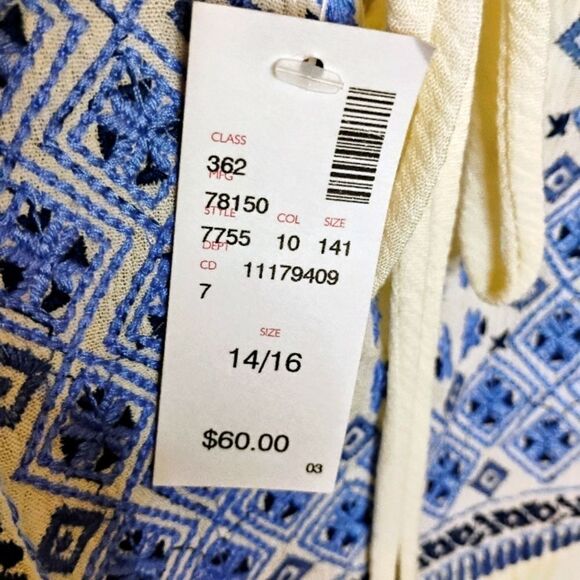 CLASS
362
MFG
78150
STYLE COL SIZE
7755 10 141
DEPT
CD 11179409
7
SIZE
14/16
$60.00
03